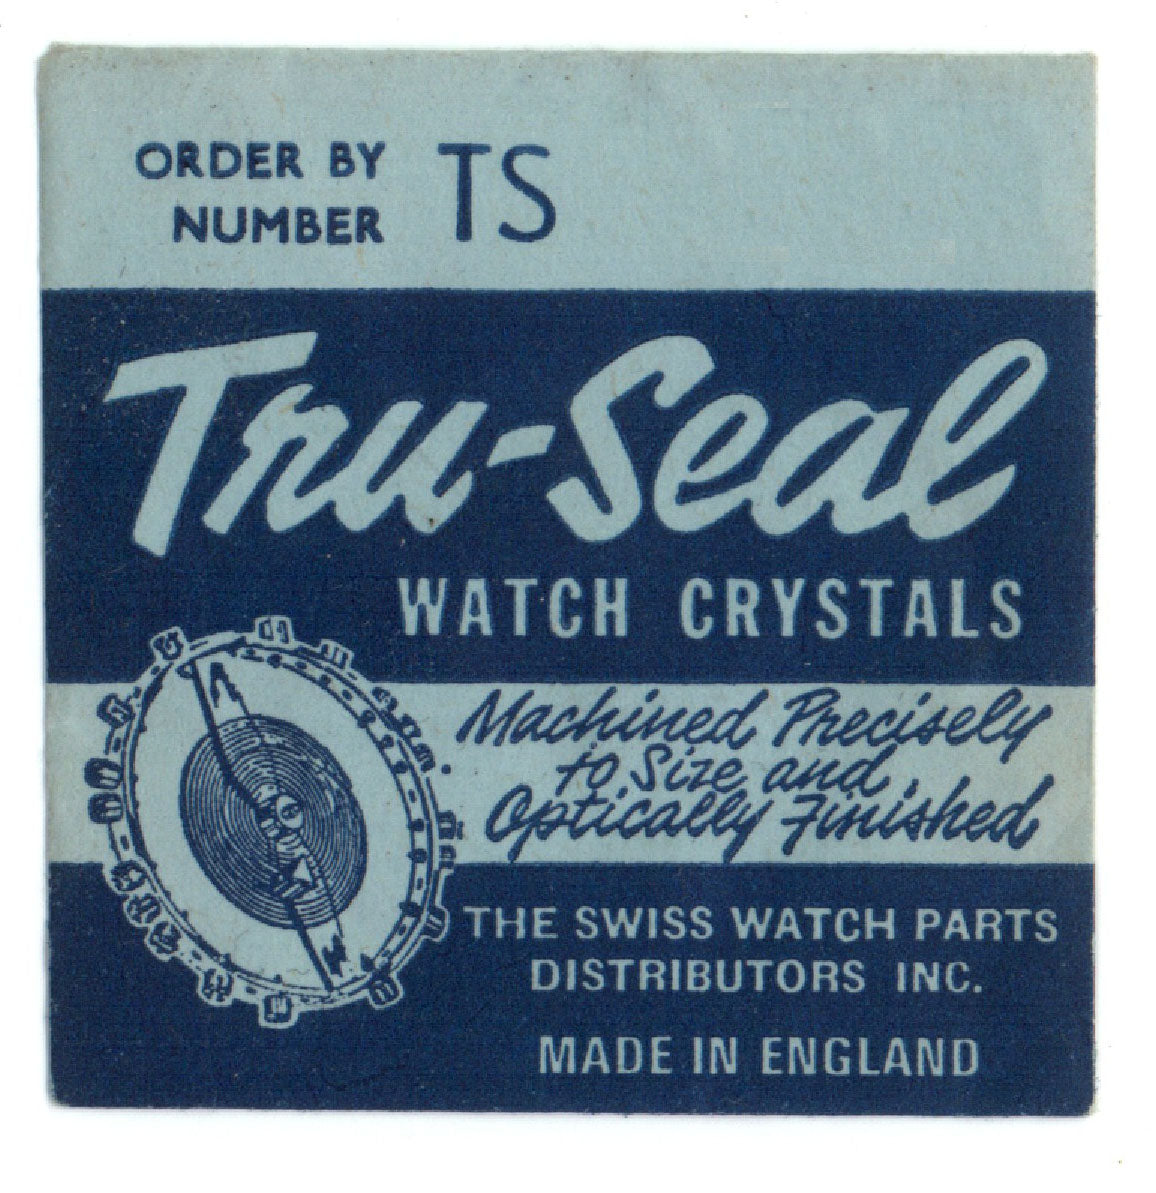 ORDER BY
NUMBER
TS
Tru-Seal
WATCH CRYSTALS
Machined Precisely
to Size and
Optically Finished
THE SWISS WATCH PARTS
DISTRIBUTORS INC.
MADE IN ENGLAND